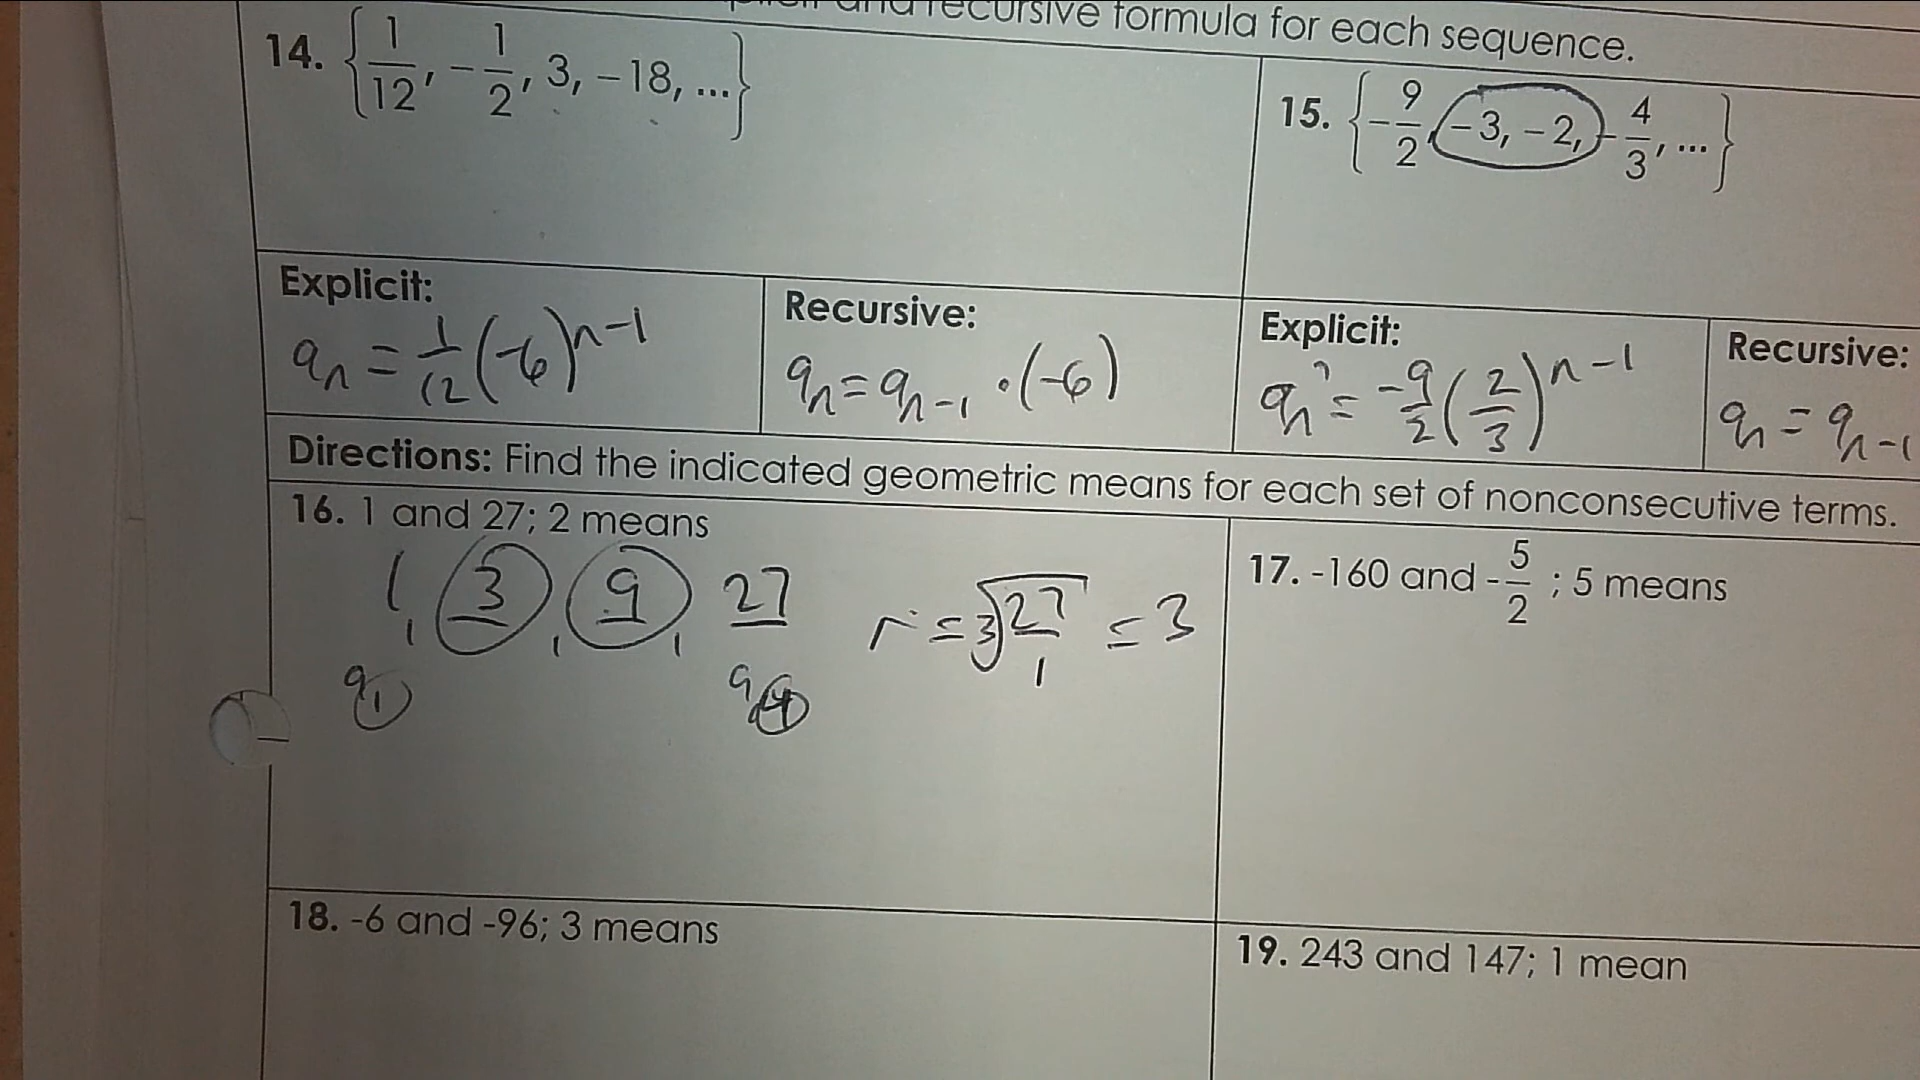 and recursive formula for each sequence.
14. {1/12, -1/2, 3, -18, ...}
15. {-9/2, -3, -2, -4/3, ...}
Explicit:
aₙ = 1/12 (-6)ⁿ⁻¹
Recursive:
aₙ = aₙ₋₁ · (-6)
Explicit:
aₙ = -9/2 (2/3)ⁿ⁻¹
Recursive:
aₙ = aₙ₋₁
Directions: Find the indicated geometric means for each set of nonconsecutive terms.
16. 1 and 27; 2 means
1, 3, 9, 27
r = ³√27/1 = 3
a₁ a₄
17. -160 and -5/2 ; 5 means
18. -6 and -96; 3 means
19. 243 and 147; 1 mean